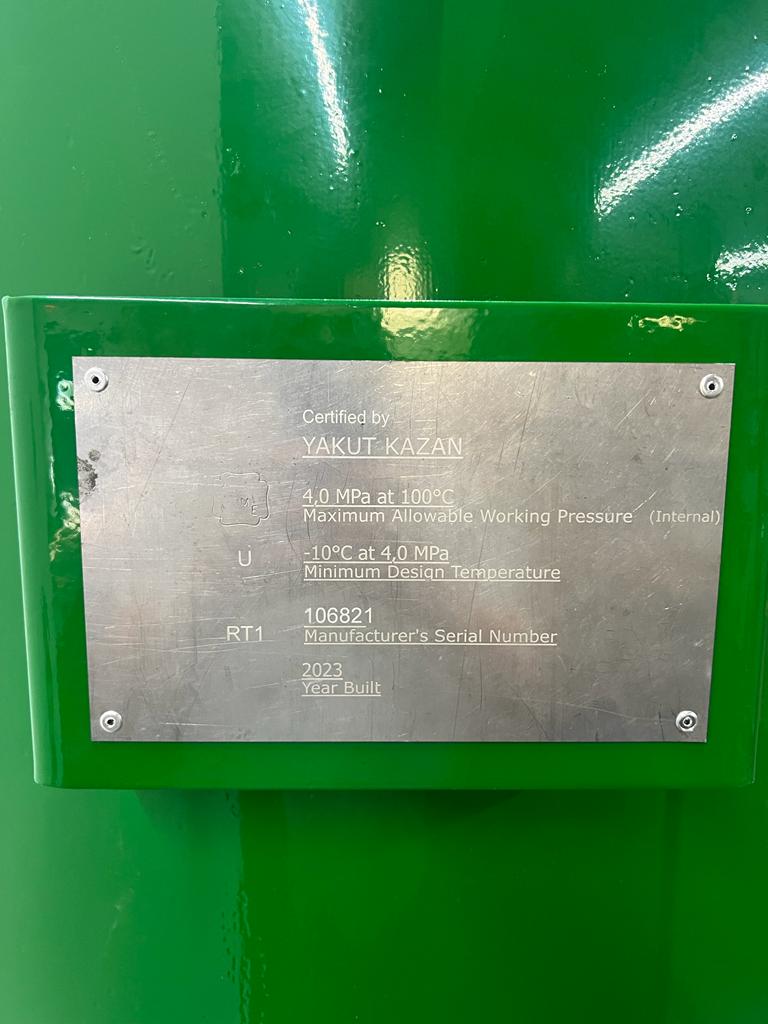 Certified by
YAKUT KAZAN
4,0 MPa at 100°C
Maximum Allowable Working Pressure (Internal)
U
-10°C at 4,0 MPa
Minimum Design Temperature
RT1
106821
Manufacturer's Serial Number
2023
Year Built